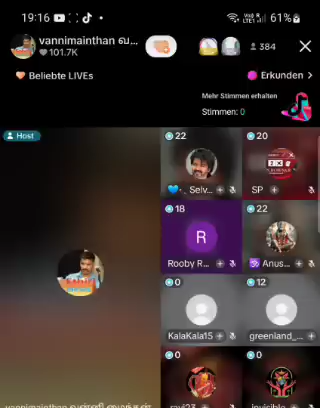 19:16
61%
vannimainthan வ...
101.7K
384
Beliebte LIVEs
Erkunden >
Mehr Stimmen erhalten
Stimmen: 0
Host
22
20
Selv...
SP
18
22
R
Rooby R...
Anus...
0
12
KalaKala15
greenland_...
0
0